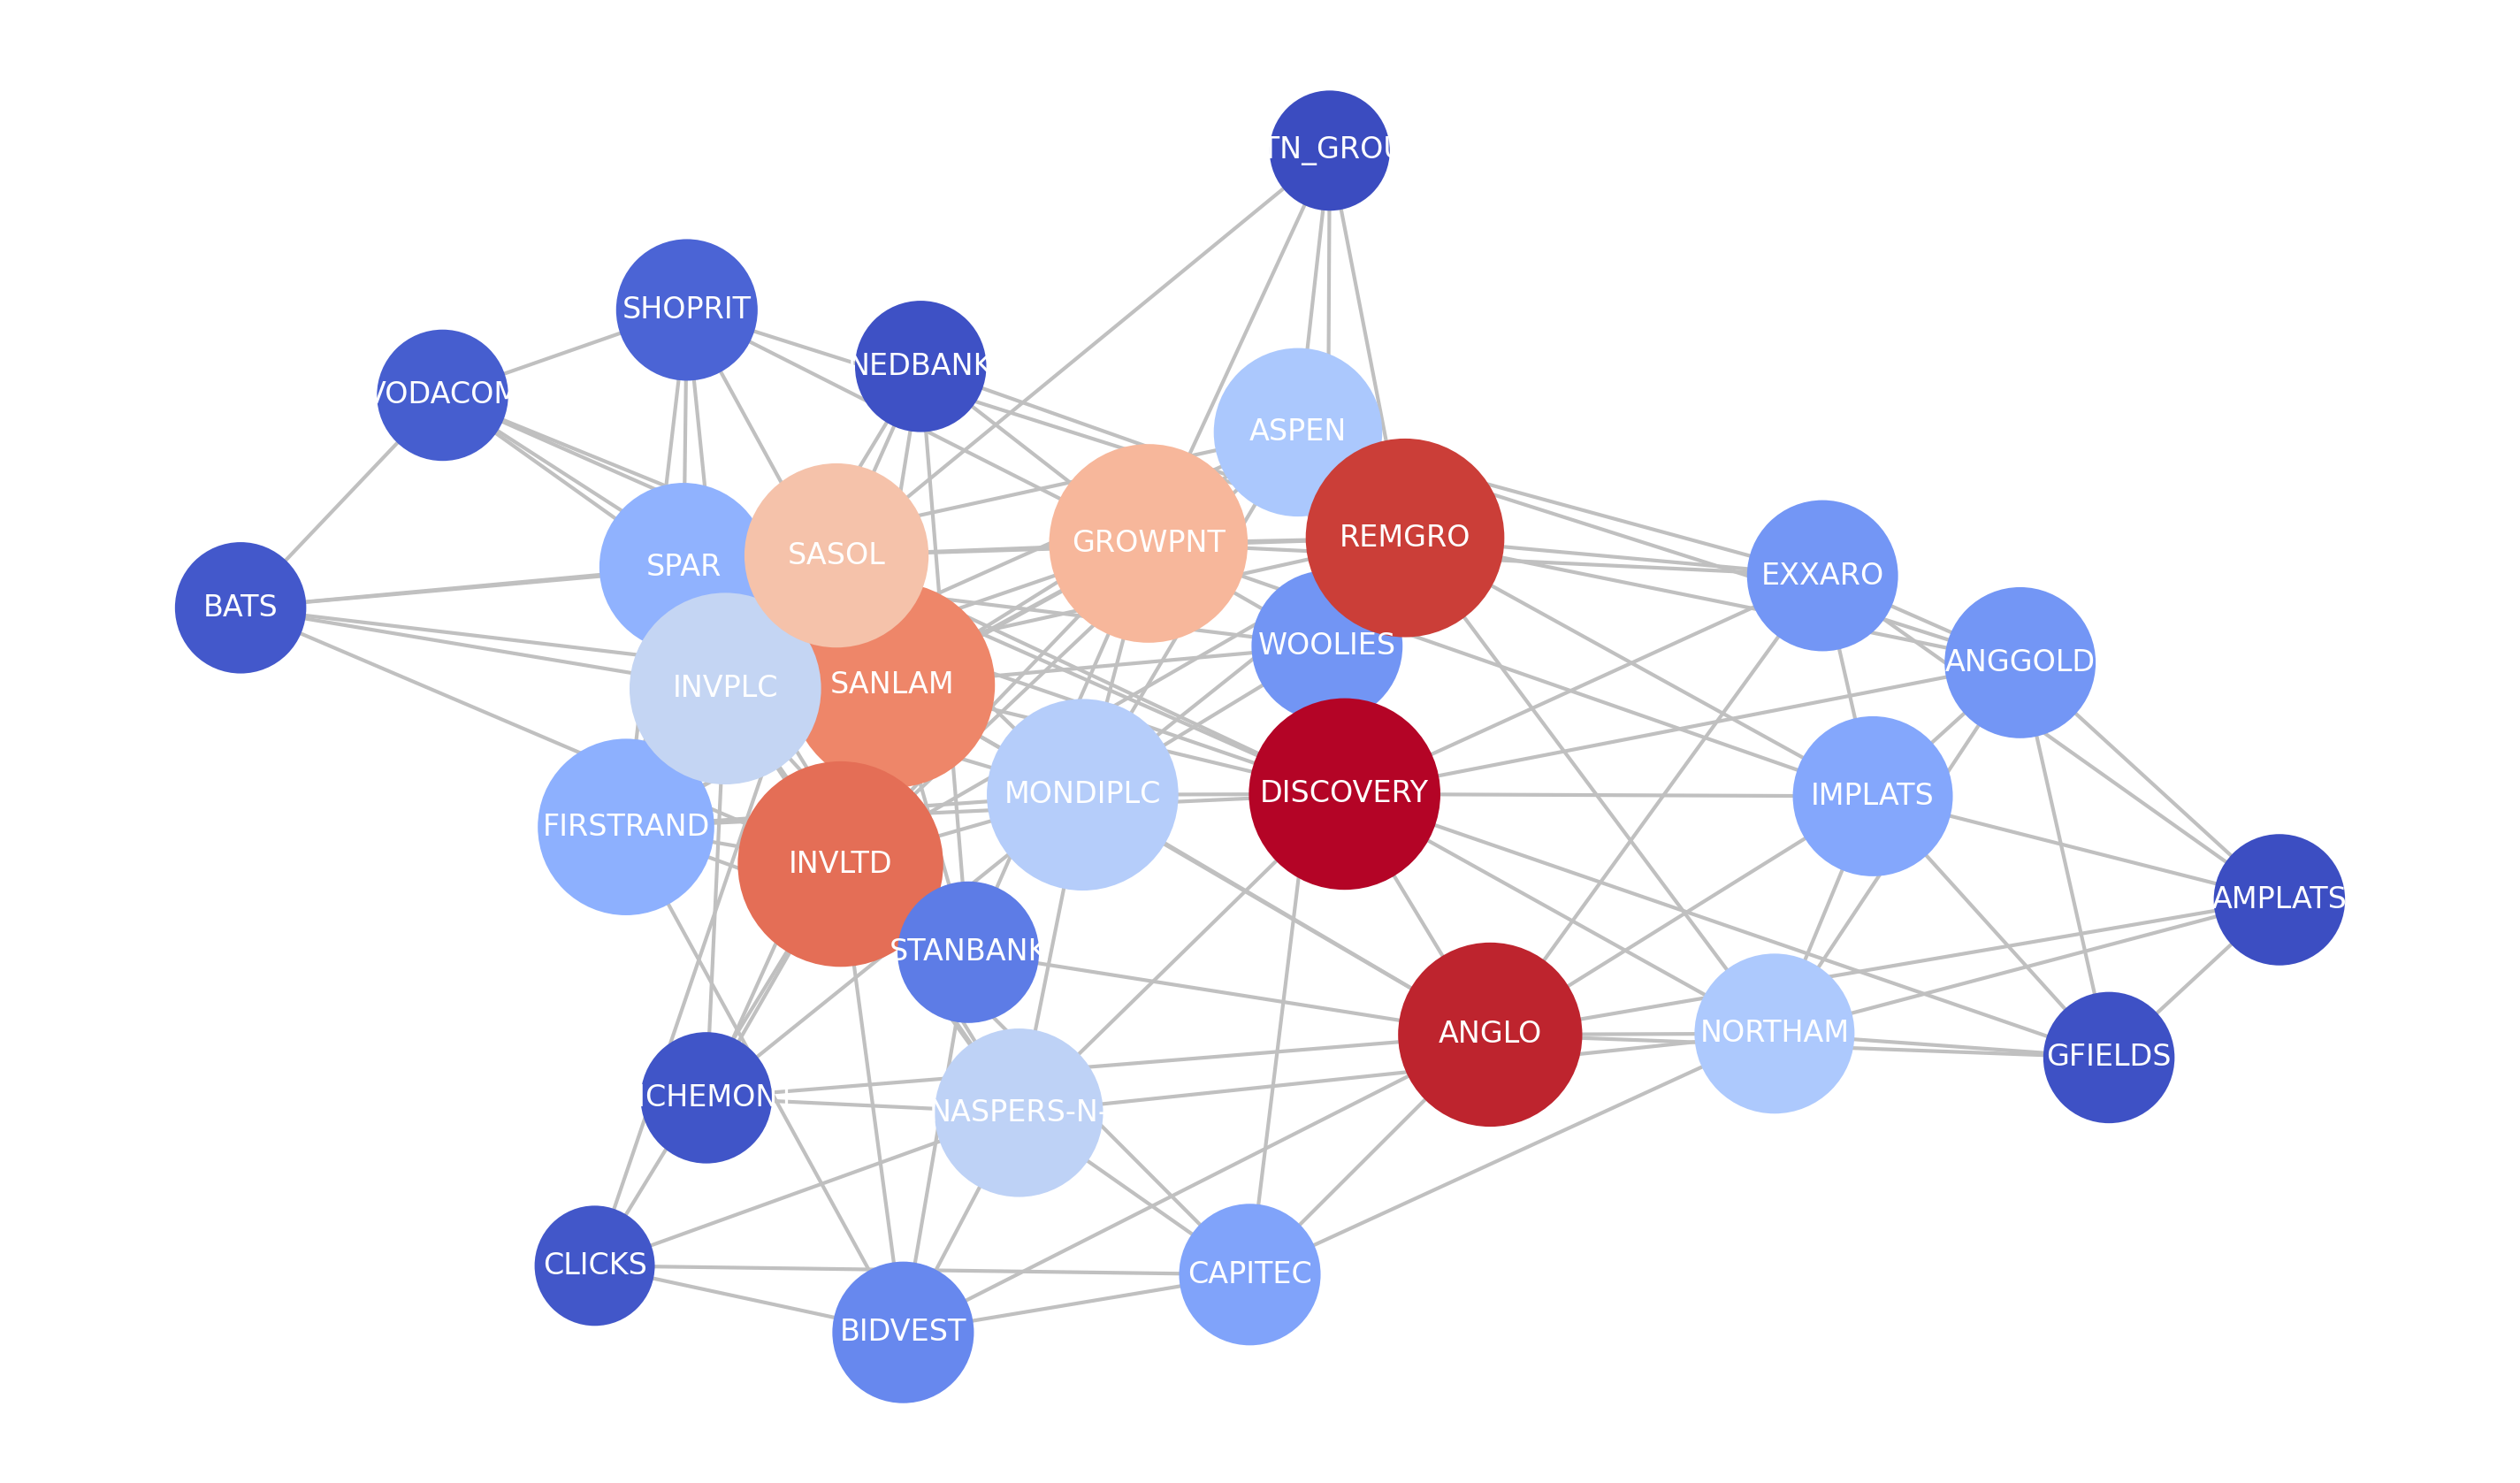 TN_GROU
SHOPRIT
NEDBANK
VODACOM
ASPEN
REMGRO
GROWPNT
SASOL
SPAR
EXXARO
BATS
WOOLIES
ANGGOLD
SANLAM
INVPLC
DISCOVERY
MONDIPLC
IMPLATS
FIRSTRAND
INVLTD
AMPLATS
STANBANK
ANGLO
NORTHAM
GFIELDS
CHEMON
NASPERS-N-
CLICKS
CAPITEC
BIDVEST